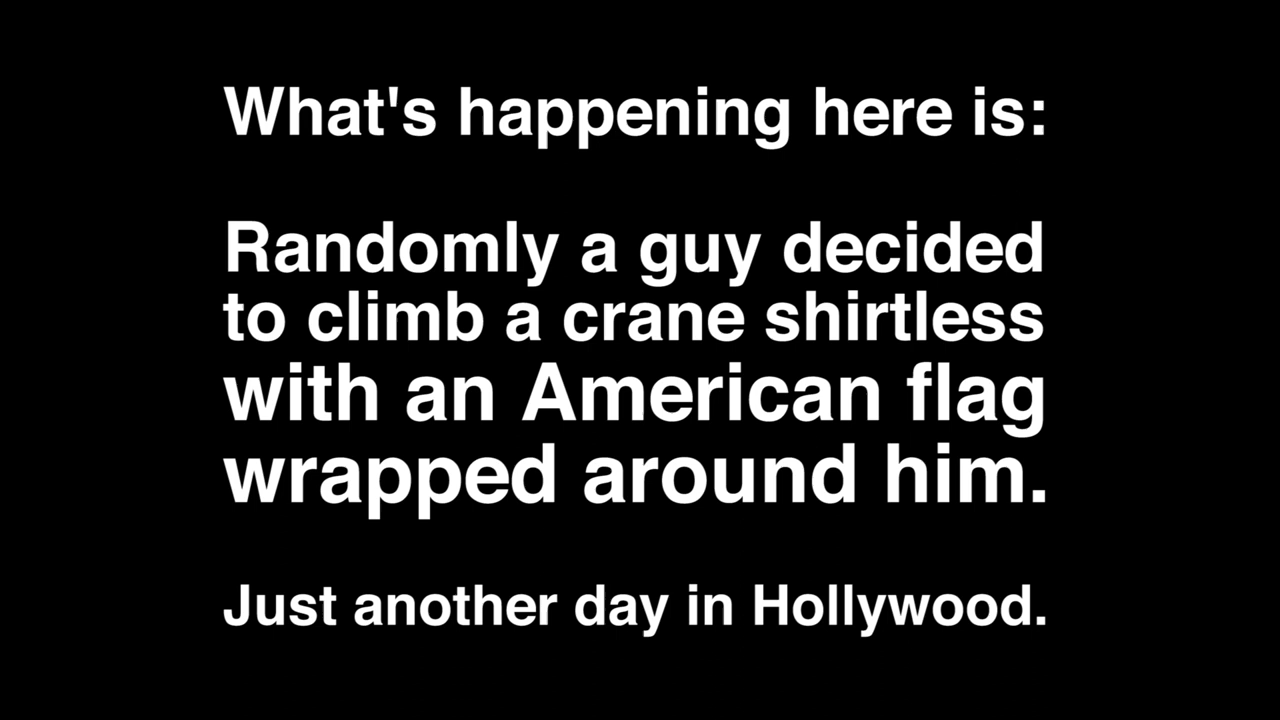 What's happening here is:
Randomly a guy decided
to climb a crane shirtless
with an American flag
wrapped around him.
Just another day in Hollywood.